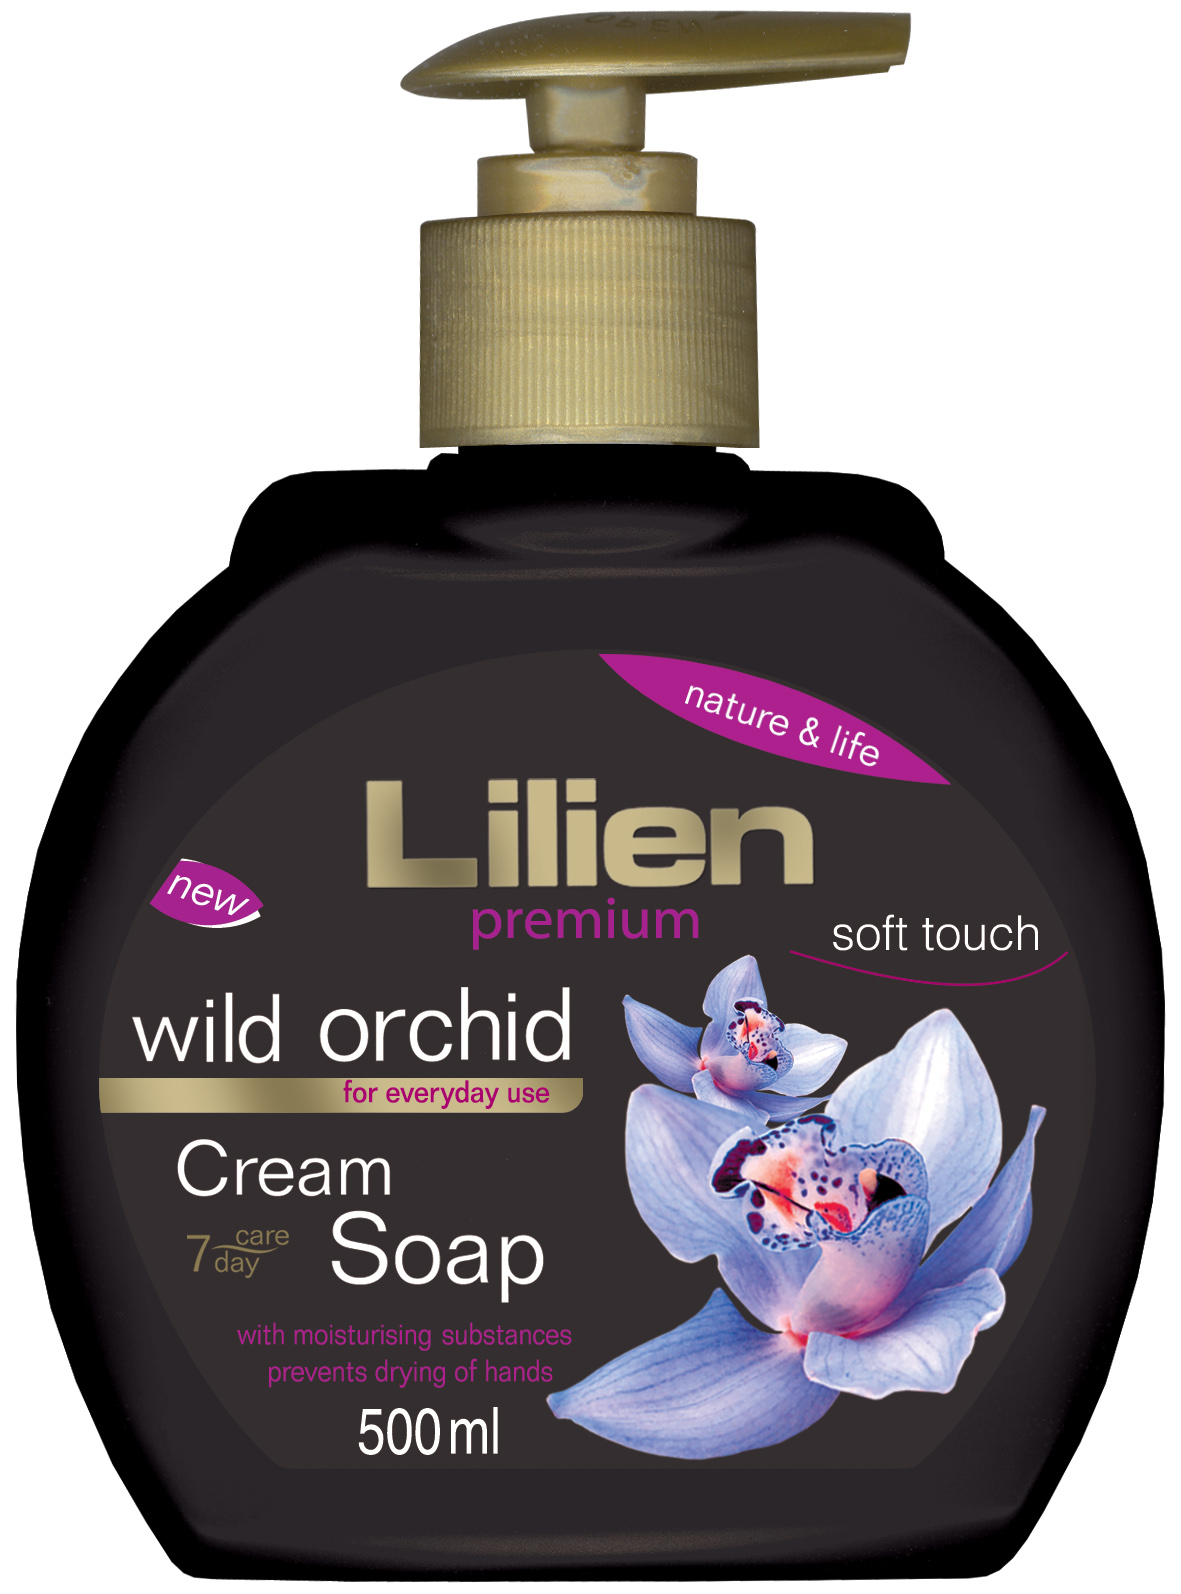 OPEN
nature & life
Lilien
premium
new
soft touch
wild orchid
for everyday use
Cream
Soap
7 day care
with moisturising substances
prevents drying of hands
500 ml